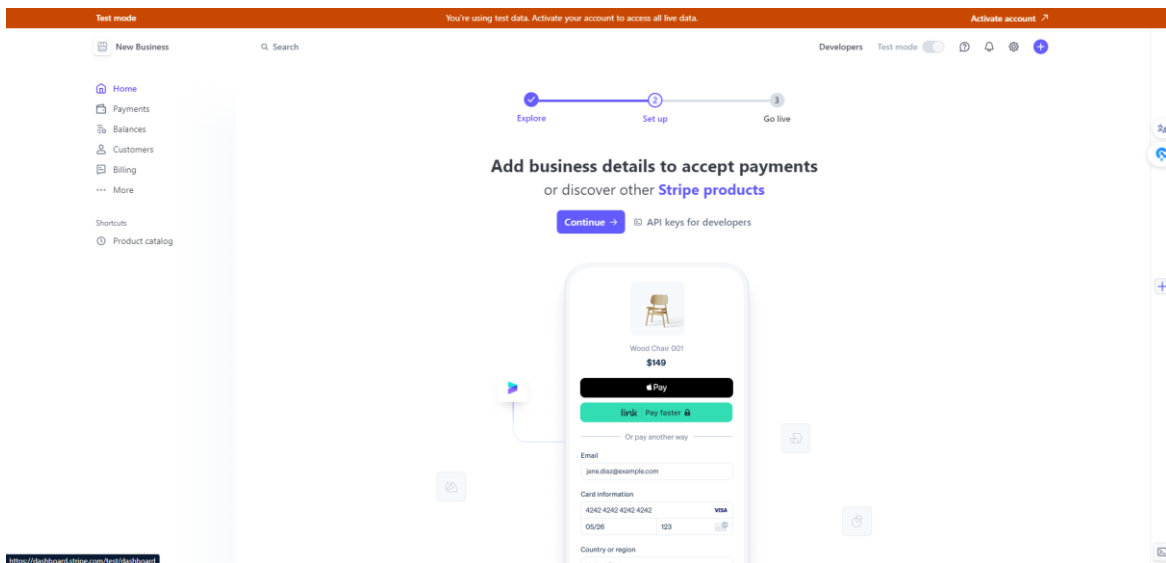 Test mode
You're using test data. Activate your account to access all live data.
Activate account ↗
New Business
Search
Developers
Test mode
Home
Payments
Balances
Customers
Billing
More
Shortcuts
Product catalog
2
3
Explore
Set up
Go live
Add business details to accept payments
or discover other Stripe products
Continue →
API keys for developers
Wood Chair 001
$149
Pay
link Pay faster
Or pay another way
Email
jane.diaz@example.com
Card information
4242 4242 4242 4242
VISA
05/26
123
Country or region
https://dashboard.stripe.com/test/dashboard